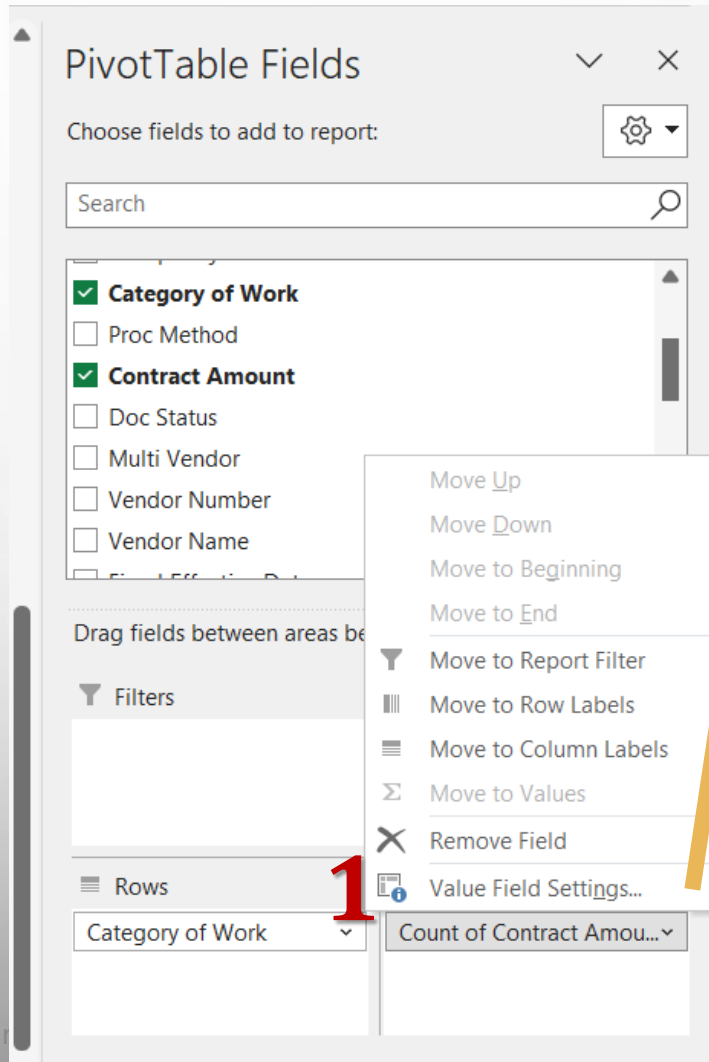 PivotTable Fields
Choose fields to add to report:
Search
Category of Work
Proc Method
Contract Amount
Doc Status
Multi Vendor
Vendor Number
Vendor Name
Move Up
Move Down
Move to Beginning
Move to End
Drag fields between areas be
Move to Report Filter
Filters
Move to Row Labels
Move to Column Labels
Σ Move to Values
Remove Field
1
Rows
Value Field Settings...
Category of Work
Count of Contract Amou...